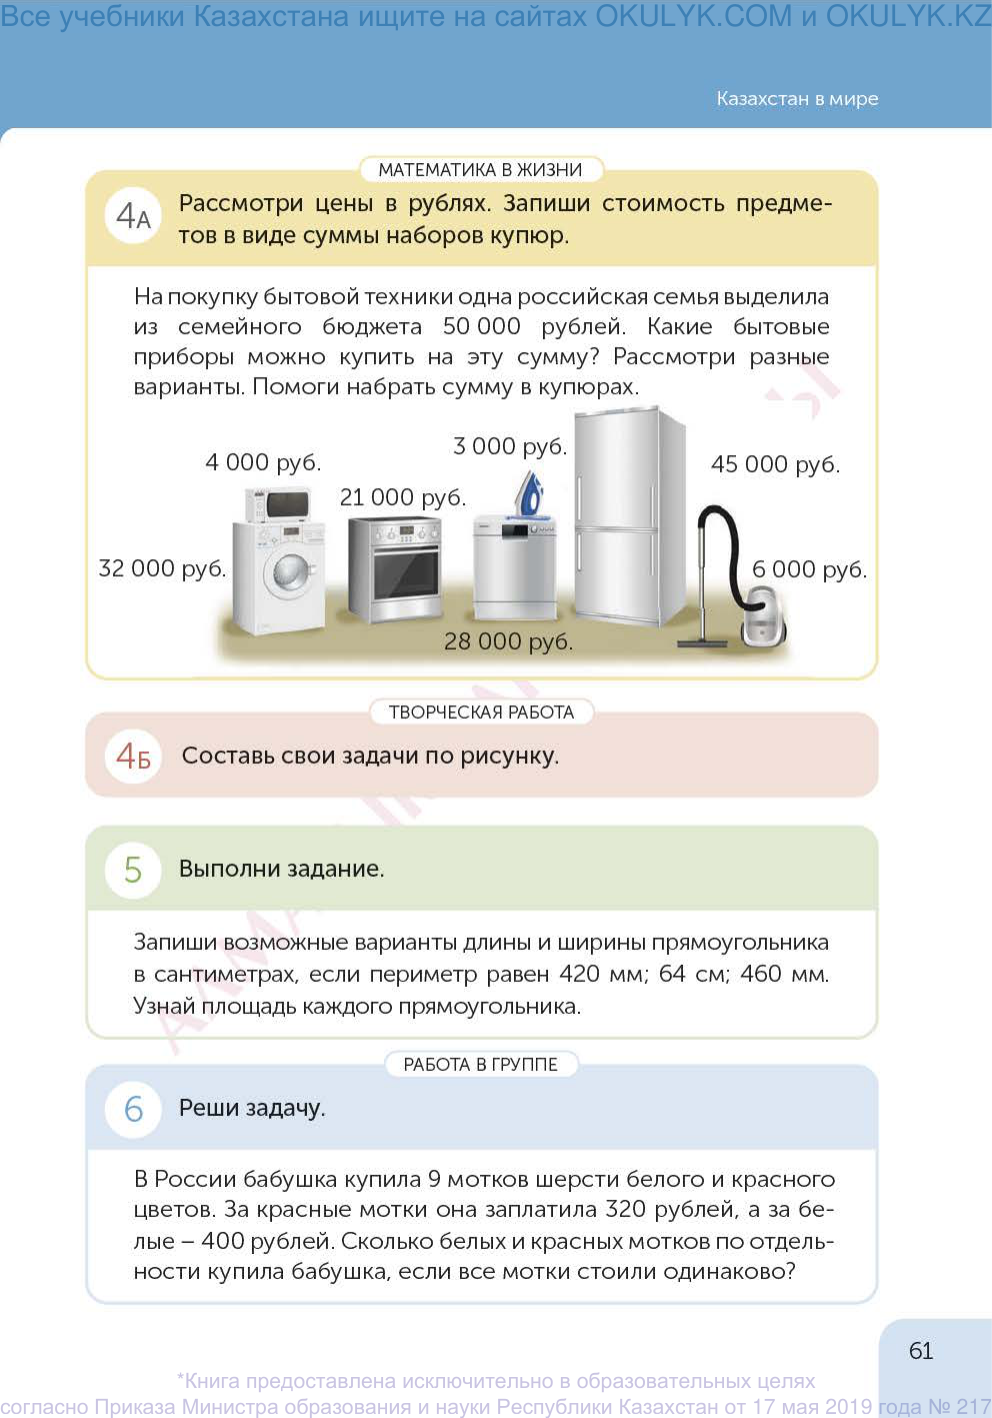 Все учебники Казахстана ищите на сайтах OKULYK.COM и OKULYK.KZ
Казахстан в мире
МАТЕМАТИКА В ЖИЗНИ
4А
Рассмотри цены в рублях. Запиши стоимость предме-
тов в виде суммы наборов купюр.
На покупку бытовой техники одна российская семья выделила
из семейного бюджета 50 000 рублей. Какие бытовые
приборы можно купить на эту сумму? Рассмотри разные
варианты. Помоги набрать сумму в купюрах.
3 000 руб.
4 000 руб.
45 000 руб.
21 000 руб.
32 000 руб.
6 000 руб.
28 000 руб.
ТВОРЧЕСКАЯ РАБОТА
4Б
Составь свои задачи по рисунку.
5
Выполни задание.
Запиши возможные варианты длины и ширины прямоугольника
в сантиметрах, если периметр равен 420 мм; 64 см; 460 мм.
Узнай площадь каждого прямоугольника.
РАБОТА В ГРУППЕ
6
Реши задачу.
В России бабушка купила 9 мотков шерсти белого и красного
цветов. За красные мотки она заплатила 320 рублей, а за бе-
лые – 400 рублей. Сколько белых и красных мотков по отдель-
ности купила бабушка, если все мотки стоили одинаково?
61
*Книга предоставлена исключительно в образовательных целях
согласно Приказа Министра образования и науки Республики Казахстан от 17 мая 2019 года № 217